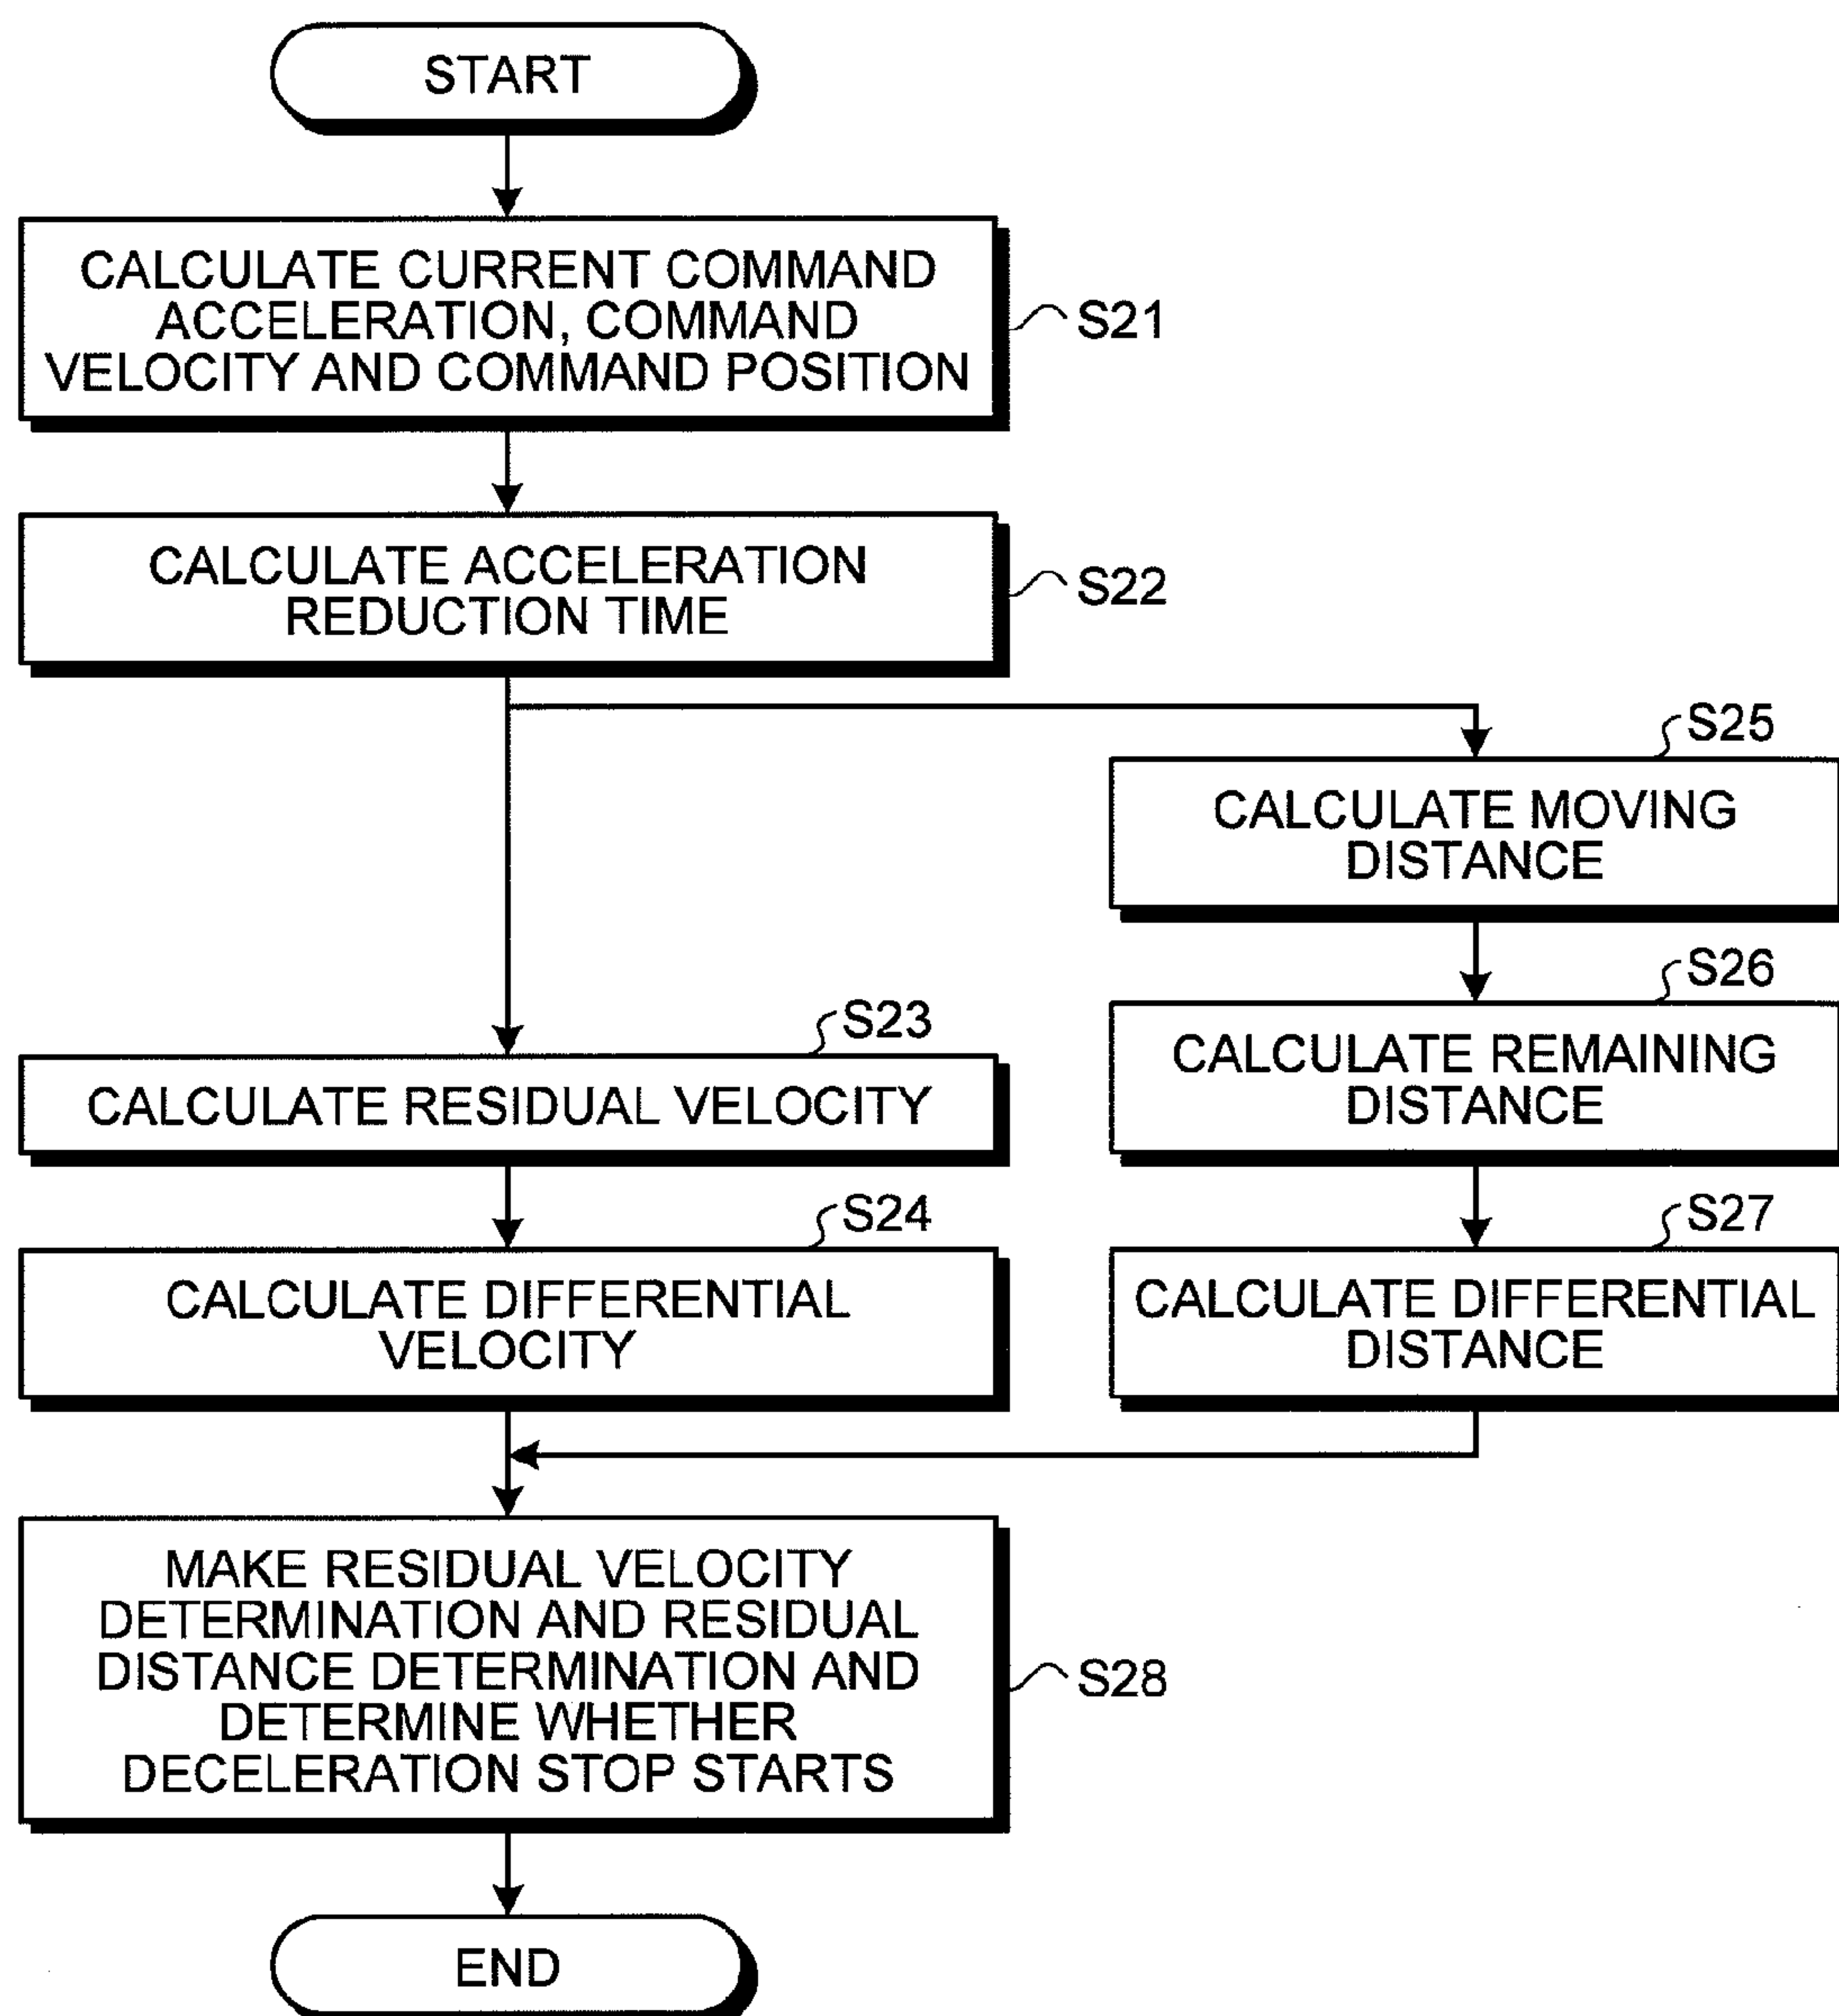 START
CALCULATE CURRENT COMMAND
ACCELERATION, COMMAND
VELOCITY AND COMMAND POSITION
S21
CALCULATE ACCELERATION
REDUCTION TIME
S22
S25
CALCULATE MOVING
DISTANCE
S26
CALCULATE REMAINING
DISTANCE
S23
CALCULATE RESIDUAL VELOCITY
S24
CALCULATE DIFFERENTIAL
VELOCITY
S27
CALCULATE DIFFERENTIAL
DISTANCE
MAKE RESIDUAL VELOCITY
DETERMINATION AND RESIDUAL
DISTANCE DETERMINATION AND
DETERMINE WHETHER
DECELERATION STOP STARTS
S28
END